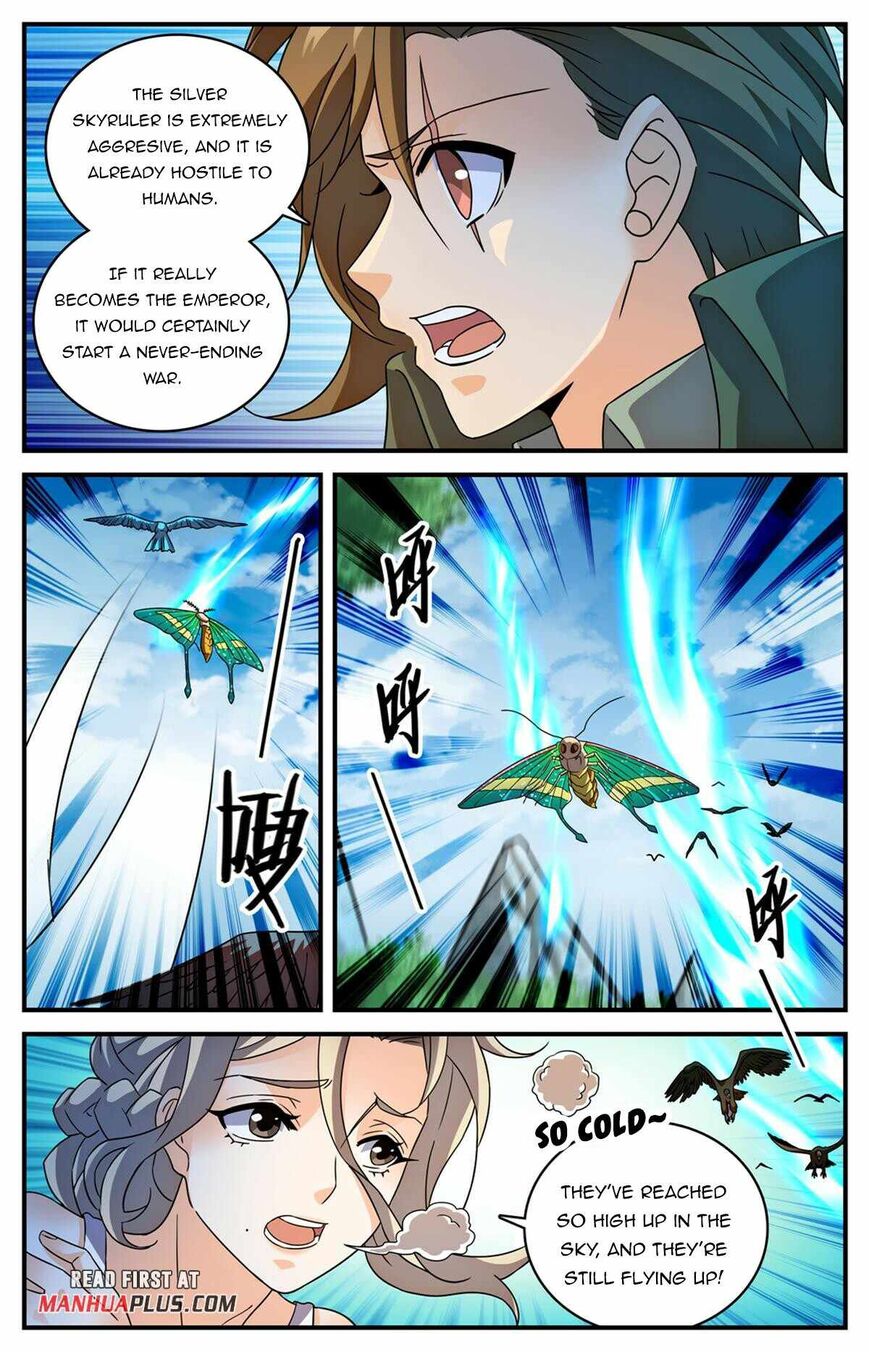 THE SILVER
SKYRULER IS EXTREMELY
AGGRESIVE, AND IT IS
ALREADY HOSTILE TO
HUMANS.
IF IT REALLY
BECOMES THE EMPEROR,
IT WOULD CERTAINLY
START A NEVER-ENDING
WAR.
嗖
呼
呼
呼
SO COLD~
THEY'VE REACHED
SO HIGH UP IN THE
SKY, AND THEY'RE
STILL FLYING UP!
READ FIRST AT
MANHUAPLUS.COM